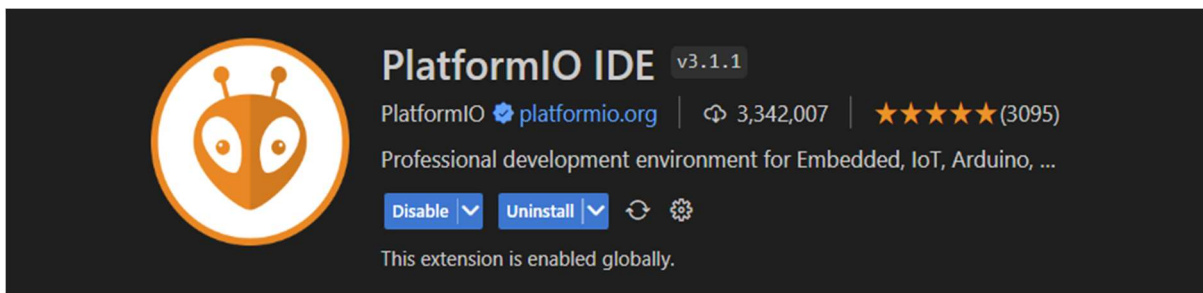 PlatformIO IDE v3.1.1
PlatformIO platformio.org 3,342,007 ★★★★★(3095)
Professional development environment for Embedded, IoT, Arduino, ...
Disable Uninstall
This extension is enabled globally.